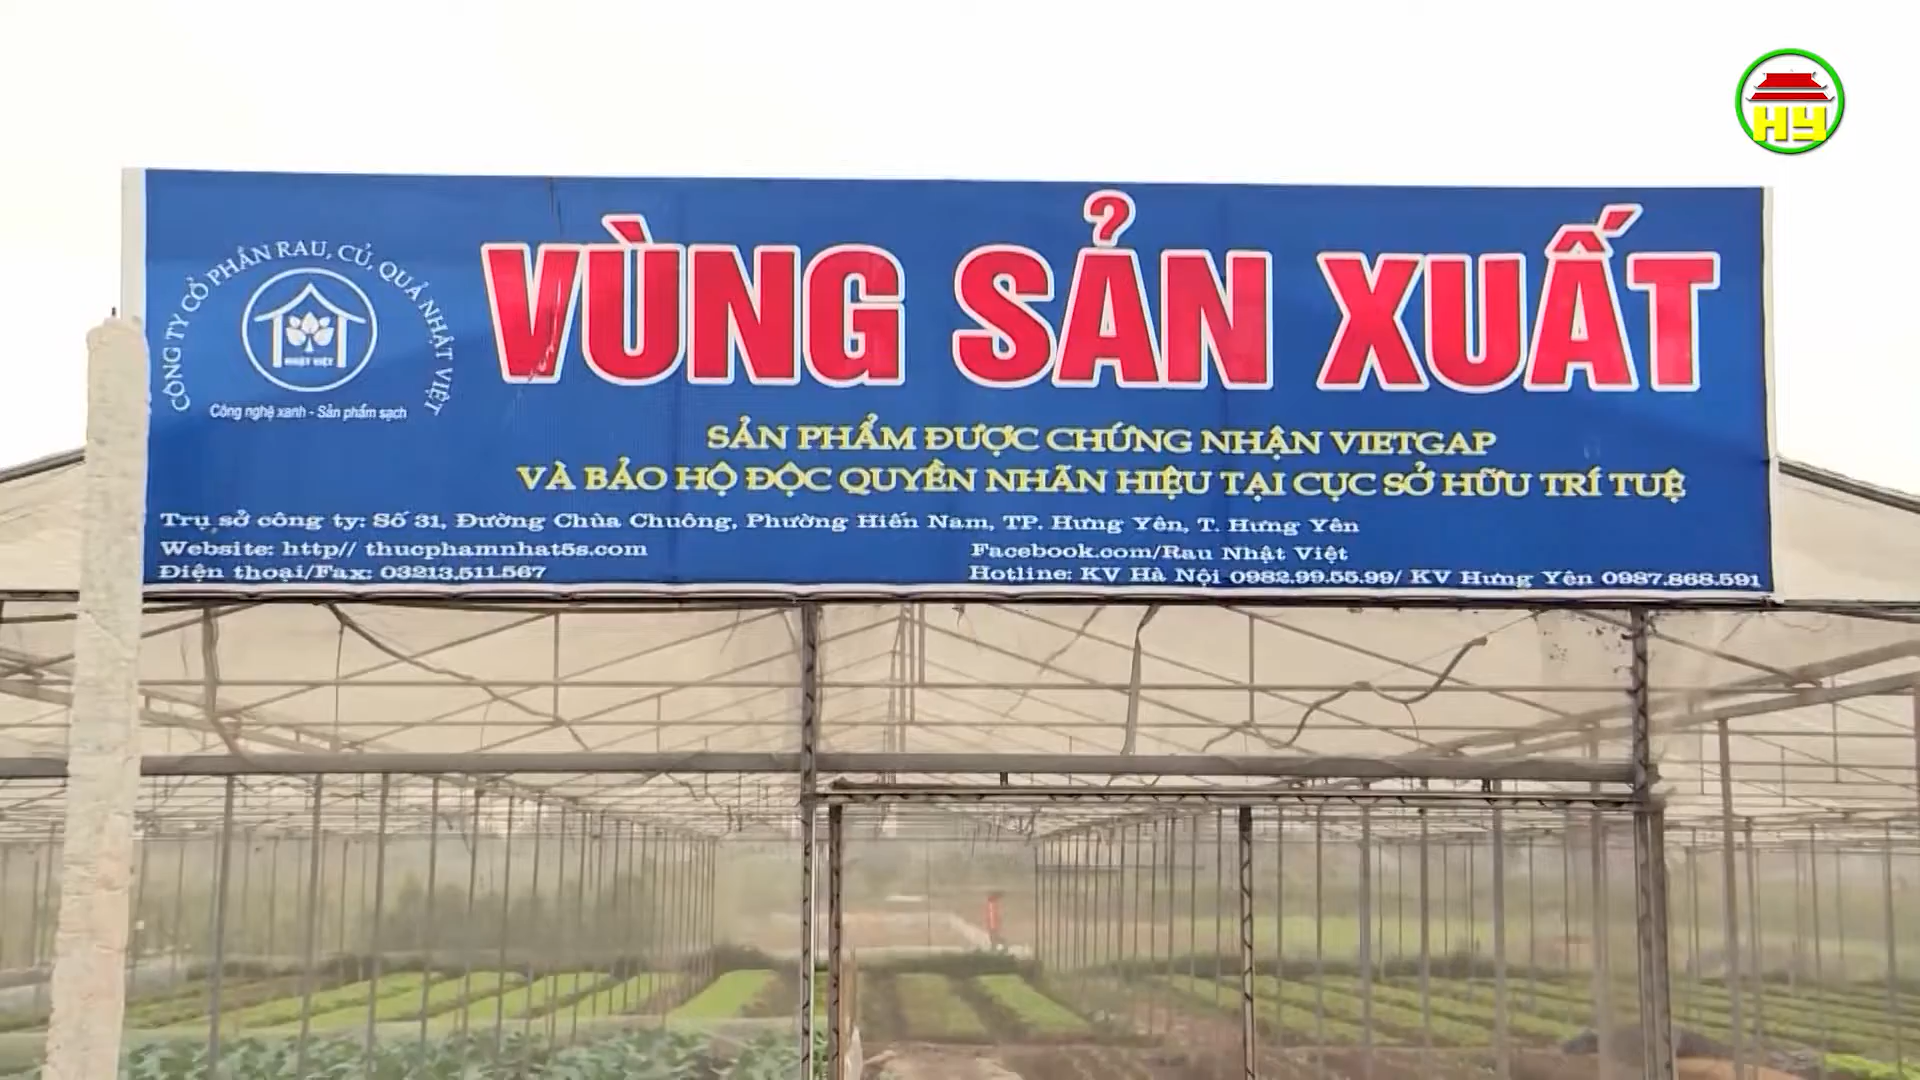 HY
CÔNG TY CỔ PHẦN RAU, CỦ, QUẢ NHẬT VIỆT
NHẬT VIỆT
Công nghệ xanh - Sản phẩm sạch
VÙNG SẢN XUẤT
SẢN PHẨM ĐƯỢC CHỨNG NHẬN VIETGAP
VÀ BẢO HỘ ĐỘC QUYỀN NHÃN HIỆU TẠI CỤC SỞ HỮU TRÍ TUỆ
Trụ sở công ty: Số 31, Đường Chùa Chuông, Phường Hiến Nam, TP. Hưng Yên, T. Hưng Yên
Website: http// thucphamnhat5s.com
Facebook.com/Rau Nhật Việt
Điện thoại/Fax: 03213.511.567
Hotline: KV Hà Nội 0982.99.55.99/ KV Hưng Yên 0987.868.591